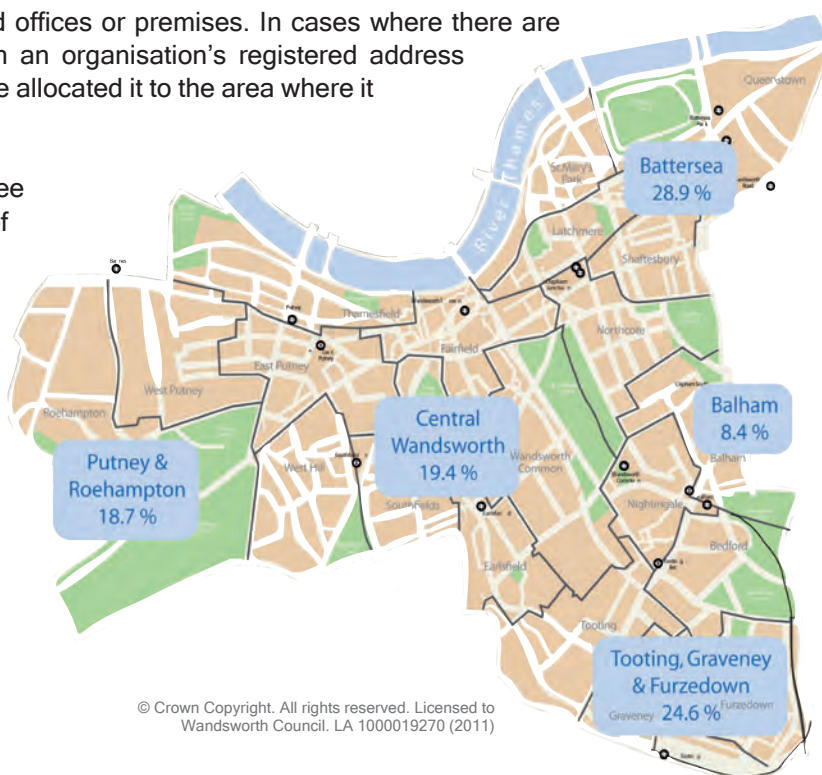 d offices or premises. In cases where there are
n an organisation's registered address
e allocated it to the area where it
ee
f
Queenstown
River Thames
St Mary's
Park
Battersea
28.9 %
Latchmere
Shaftesbury
Thamesfield
Putney
East Putney
Fairfield
Northcote
West Putney
Roehampton
Central
Wandsworth
19.4 %
Balham
8.4 %
Balham
Putney &
Roehampton
18.7 %
West Hill
Southfields
Wandsworth
Common
Nightingale
Bedford
Earlsfield
Tooting
Tooting, Graveney
& Furzedown
24.6 %
Graveney
Furzedown
© Crown Copyright. All rights reserved. Licensed to
Wandsworth Council. LA 1000019270 (2011)